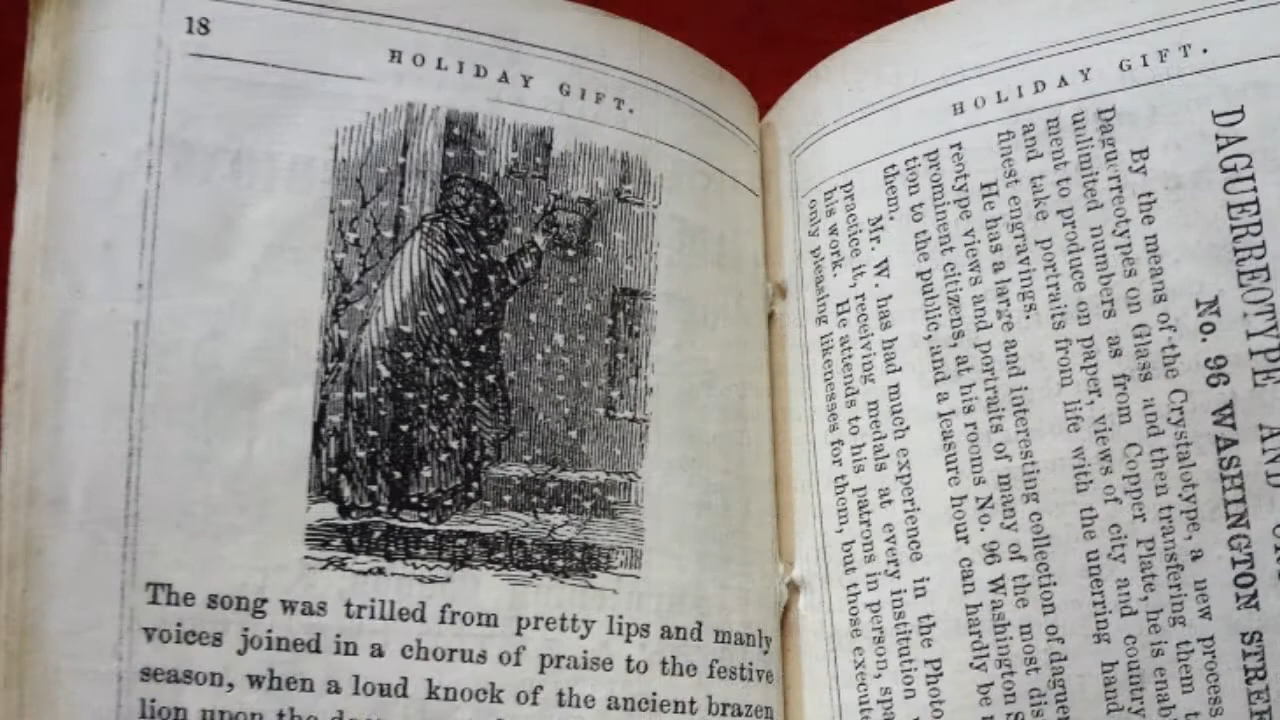 18
HOLIDAY GIFT.
The song was trilled from pretty lips and manly
voices joined in a chorus of praise to the festive
season, when a loud knock of the ancient brazen
lion upon the
HOLIDAY GIFT.
DAGUERREOTYPE AND
No. 96 WASHINGTON STREE
By the means of the Crystalotype, a new process
Daguerreotypes on Glass and then transfering them t
unlimited numbers as from Copper Plate, he is enab
ment to produce on paper, views of city and country
and take portraits from life with the unerring hand
finest engravings.
He has a large and interesting collection of daguer
reotype views and portraits of many of the most dis
prominent citizens, at his rooms No. 96 Washington S
tion to the public, and a leasure hour can hardly be
them.
Mr. W. has had much experience in the Photo
practice it, receiving medals at every institution
his work. He attends to his patrons in person, spa
only pleasing likenesses for them, but those execute